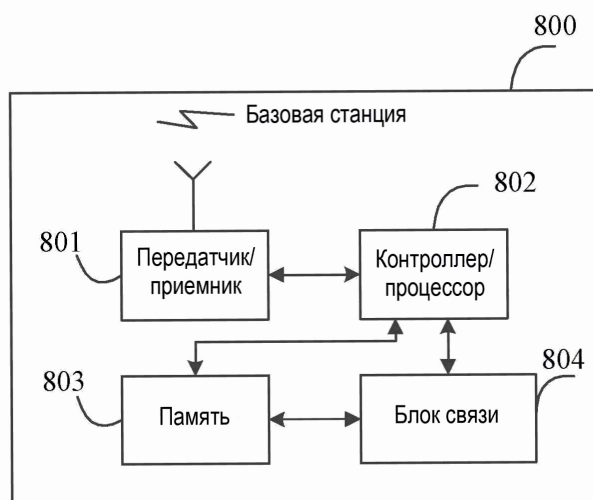 800
Базовая станция
802
801
Передатчик/
приемник
Контроллер/
процессор
803
804
Память
Блок связи